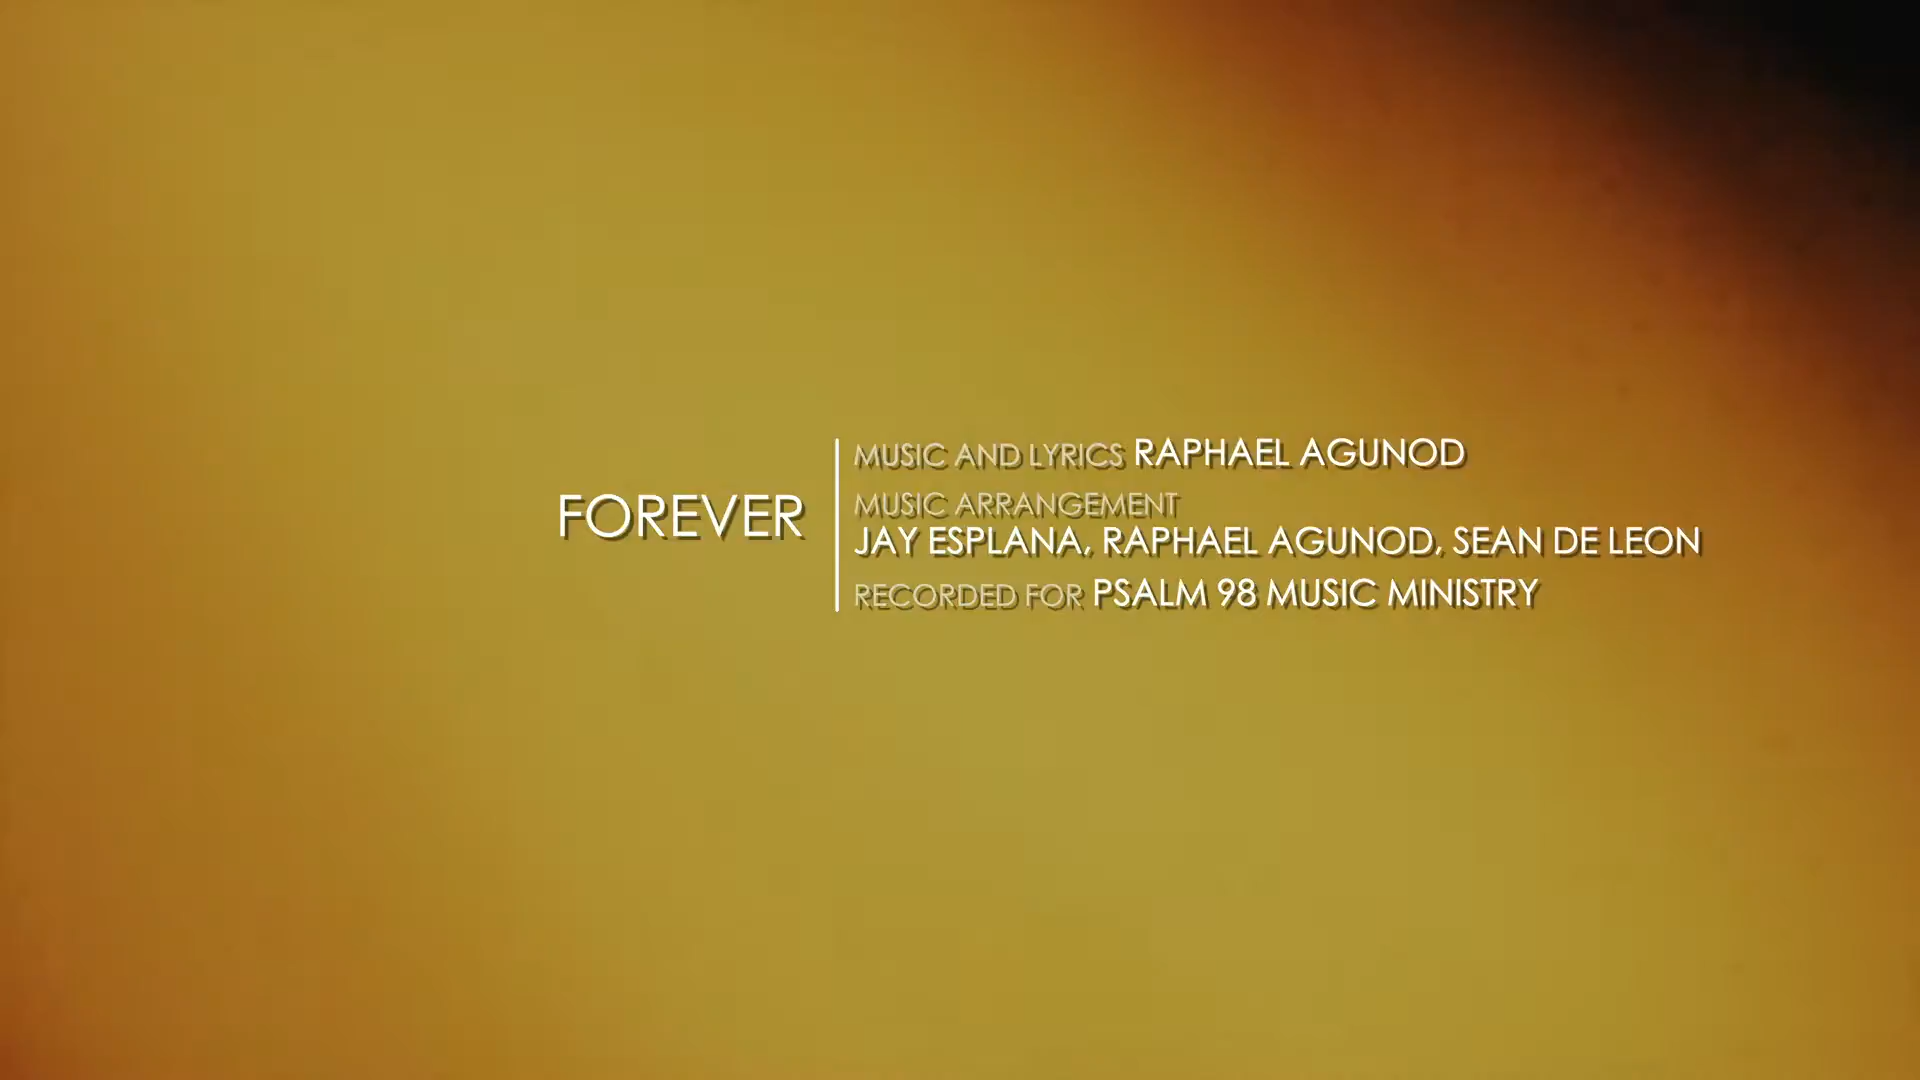 FOREVER
MUSIC AND LYRICS RAPHAEL AGUNOD
MUSIC ARRANGEMENT
JAY ESPLANA, RAPHAEL AGUNOD, SEAN DE LEON
RECORDED FOR PSALM 98 MUSIC MINISTRY